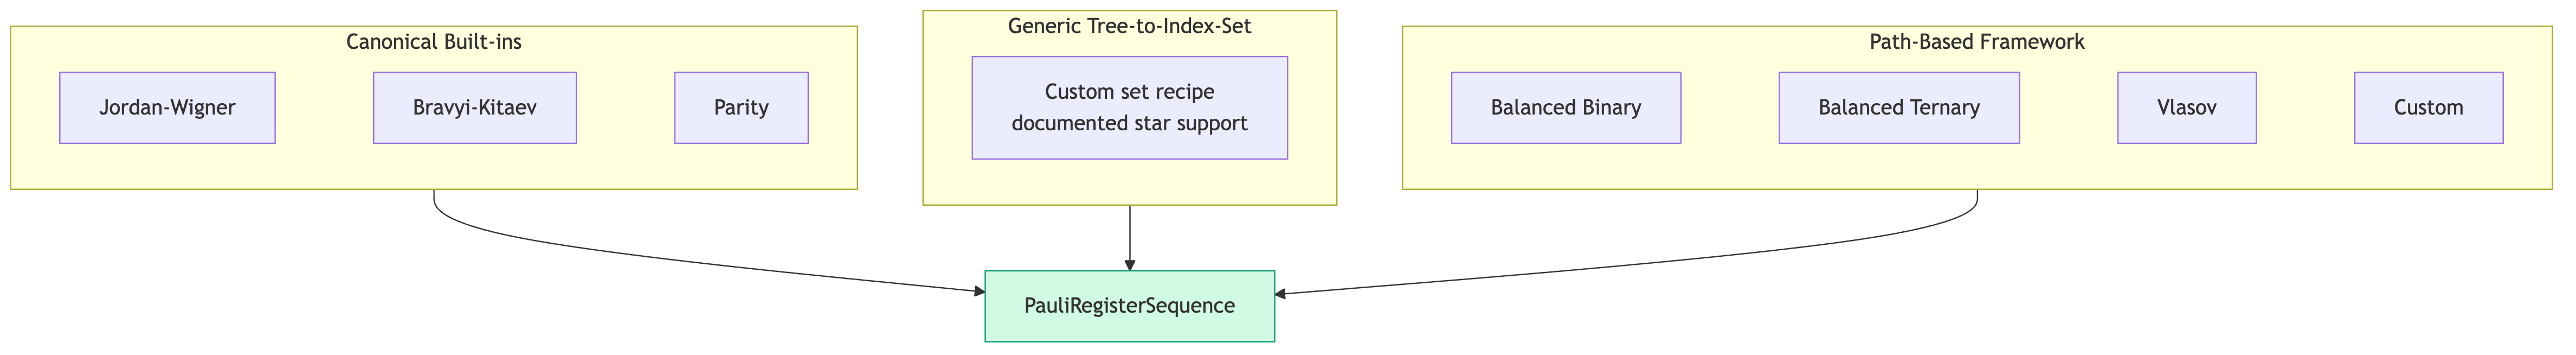 Canonical Built-ins
Jordan-Wigner
Bravyi-Kitaev
Parity
Generic Tree-to-Index-Set
Custom set recipe
documented star support
Path-Based Framework
Balanced Binary
Balanced Ternary
Vlasov
Custom
PauliRegisterSequence